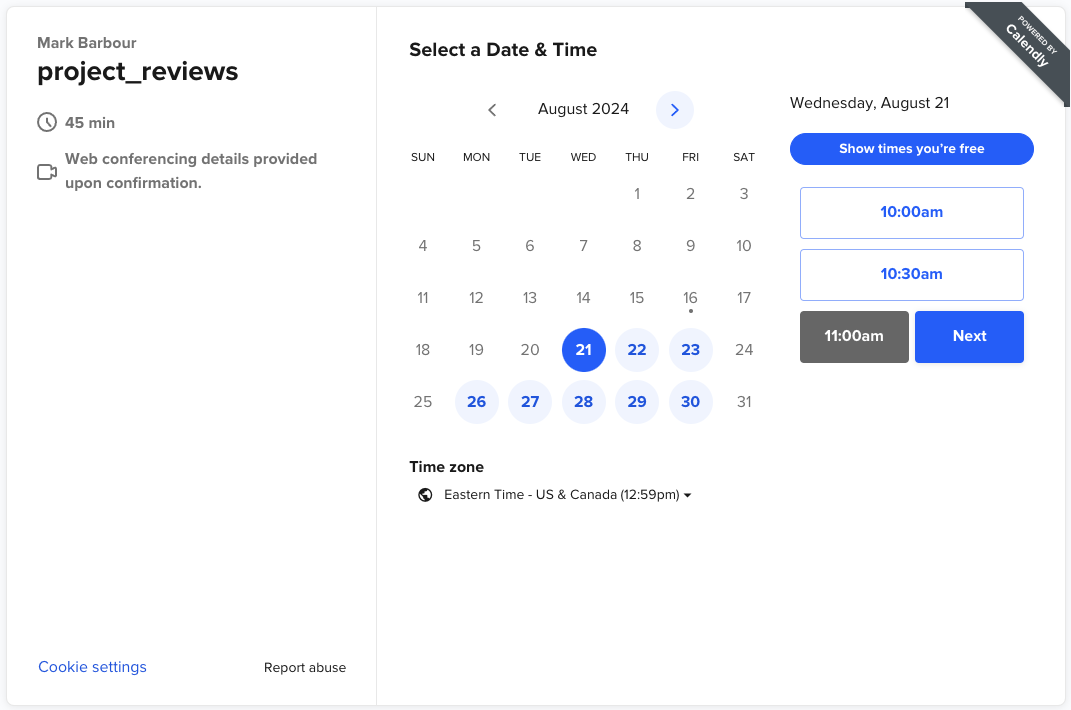 Mark Barbour
project_reviews
45 min
Web conferencing details provided
upon confirmation.
Cookie settings
Report abuse
Select a Date & Time
August 2024
SUN MON TUE WED THU FRI SAT
1 2 3
4 5 6 7 8 9 10
11 12 13 14 15 16 17
18 19 20 21 22 23 24
25 26 27 28 29 30 31
Time zone
Eastern Time - US & Canada (12:59pm)
Wednesday, August 21
Show times you're free
10:00am
10:30am
11:00am Next
POWERED BY
Calendly